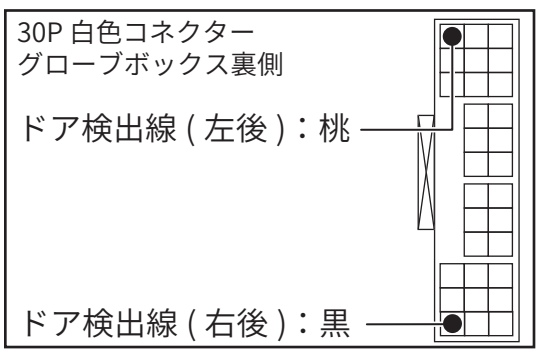 30P 白色コネクター
グローブボックス裏側
ドア検出線 ( 左後 )：桃
ドア検出線 ( 右後 )：黒